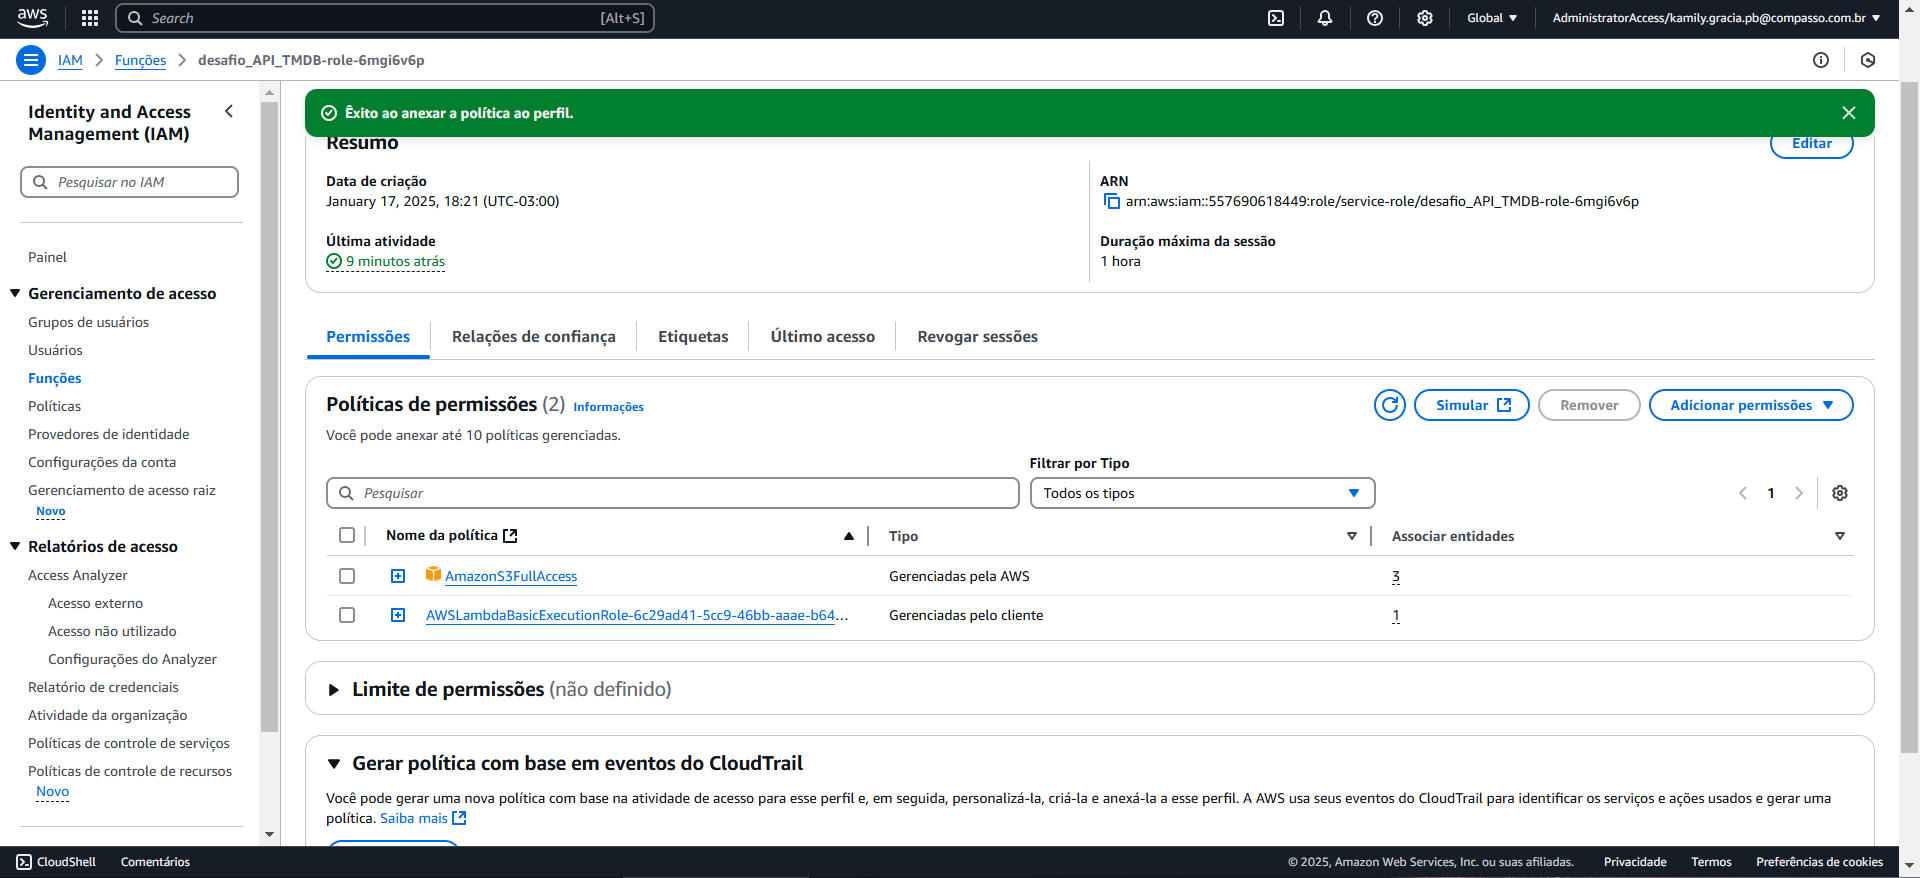 aws
Search
[Alt+S]
Global
AdministratorAccess/kamily.gracia.pb@compasso.com.br
IAM
Funções
desafio_API_TMDB-role-6mgi6v6p
Identity and Access
Management (IAM)
Pesquisar no IAM
Painel
Gerenciamento de acesso
Grupos de usuários
Usuários
Funções
Políticas
Provedores de identidade
Configurações da conta
Gerenciamento de acesso raiz
Novo
Relatórios de acesso
Access Analyzer
Acesso externo
Acesso não utilizado
Configurações do Analyzer
Relatório de credenciais
Atividade da organização
Políticas de controle de serviços
Políticas de controle de recursos
Novo
Êxito ao anexar a política ao perfil.
Resumo
Editar
Data de criação
January 17, 2025, 18:21 (UTC-03:00)
ARN
arn:aws:iam::557690618449:role/service-role/desafio_API_TMDB-role-6mgi6v6p
Última atividade
9 minutos atrás
Duração máxima da sessão
1 hora
Permissões
Relações de confiança
Etiquetas
Último acesso
Revogar sessões
Políticas de permissões (2)
Informações
Simular
Remover
Adicionar permissões
Você pode anexar até 10 políticas gerenciadas.
Filtrar por Tipo
Pesquisar
Todos os tipos
1
Nome da política
Tipo
Associar entidades
AmazonS3FullAccess
Gerenciadas pela AWS
3
AWSLambdaBasicExecutionRole-6c29ad41-5cc9-46bb-aaae-b64...
Gerenciadas pelo cliente
1
Limite de permissões (não definido)
Gerar política com base em eventos do CloudTrail
Você pode gerar uma nova política com base na atividade de acesso para esse perfil e, em seguida, personalizá-la, criá-la e anexá-la a esse perfil. A AWS usa seus eventos do CloudTrail para identificar os serviços e ações usados e gerar uma
política. Saiba mais
CloudShell
Comentários
© 2025, Amazon Web Services, Inc. ou suas afiliadas.
Privacidade
Termos
Preferências de cookies